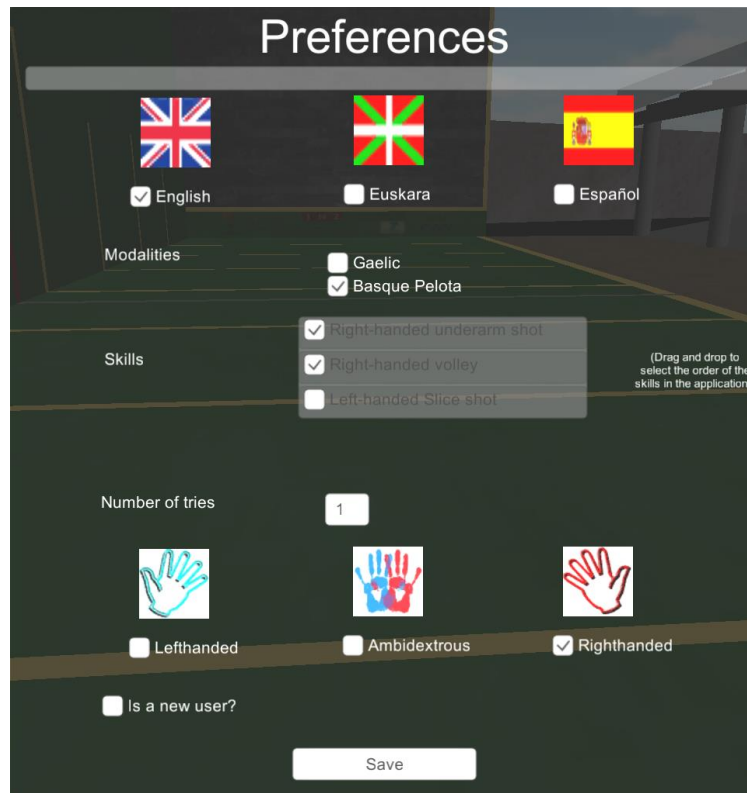 Preferences
English
Euskara
Español
Modalities
Gaelic
Basque Pelota
Skills
Right-handed underarm shot
Right-handed volley
Left-handed Slice shot
(Drag and drop to
select the order of the
skills in the application
Number of tries
1
Lefthanded
Ambidextrous
Righthanded
Is a new user?
Save